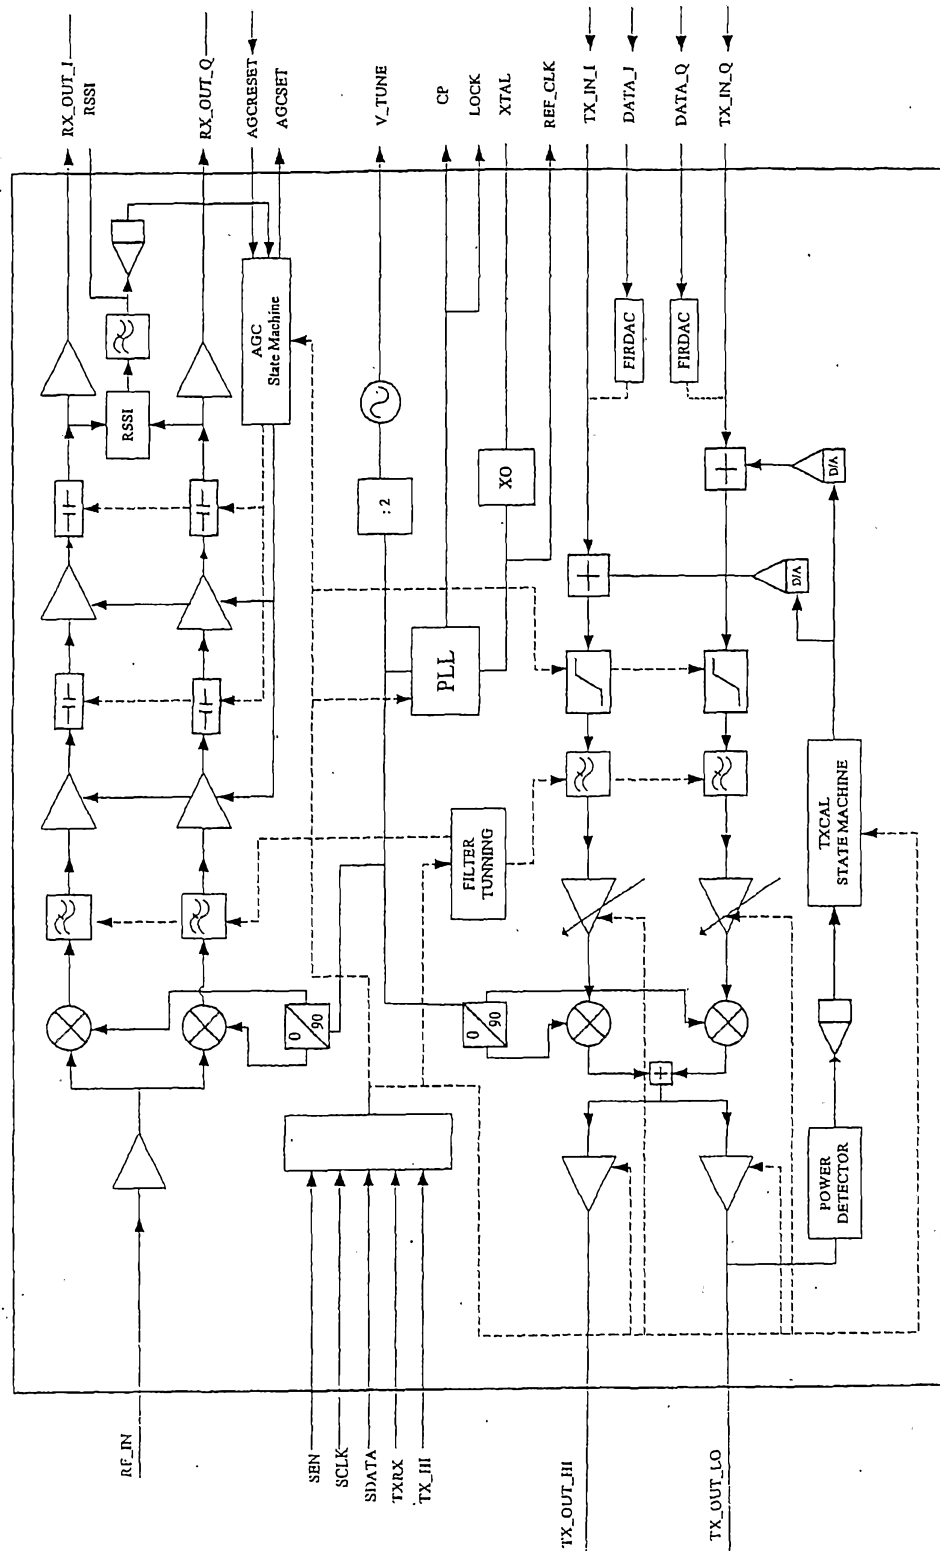 RX_OUT_I
RSSI
RX_OUT_Q
AGCRESET
AGCSET
V_TUNE
CP
LOCK
XTAL
REF_CLK
TX_IN_I
DATA_I
DATA_Q
TX_IN_Q
RSSI
AGC
State Machine
: 2
XO
PLL
FIRDAC
FIRDAC
D/A
D/A
FILTER
TUNNING
TXCAL
STATE MACHINE
0
90
0
90
POWER
DETECTOR
RF_IN
SEN
SCLK
SDATA
TXRX
TX_HI
TX_OUT_HI
TX_OUT_LO